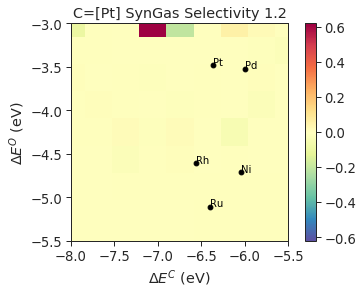 C=[Pt] SynGas Selectivity 1.2
−3.0
−3.5
−4.0
−4.5
−5.0
−5.5
ΔE^O (eV)
Pt
Pd
Rh
Ni
Ru
−8.0 −7.5 −7.0 −6.5 −6.0 −5.5
ΔE^C (eV)
0.6
0.4
0.2
0.0
−0.2
−0.4
−0.6